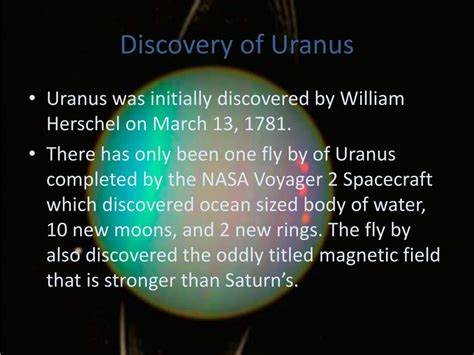 Discovery of Uranus
• Uranus was initially discovered by William
Herschel on March 13, 1781.
• There has only been one fly by of Uranus
completed by the NASA Voyager 2 Spacecraft
which discovered ocean sized body of water,
10 new moons, and 2 new rings. The fly by
also discovered the oddly titled magnetic field
that is stronger than Saturn’s.